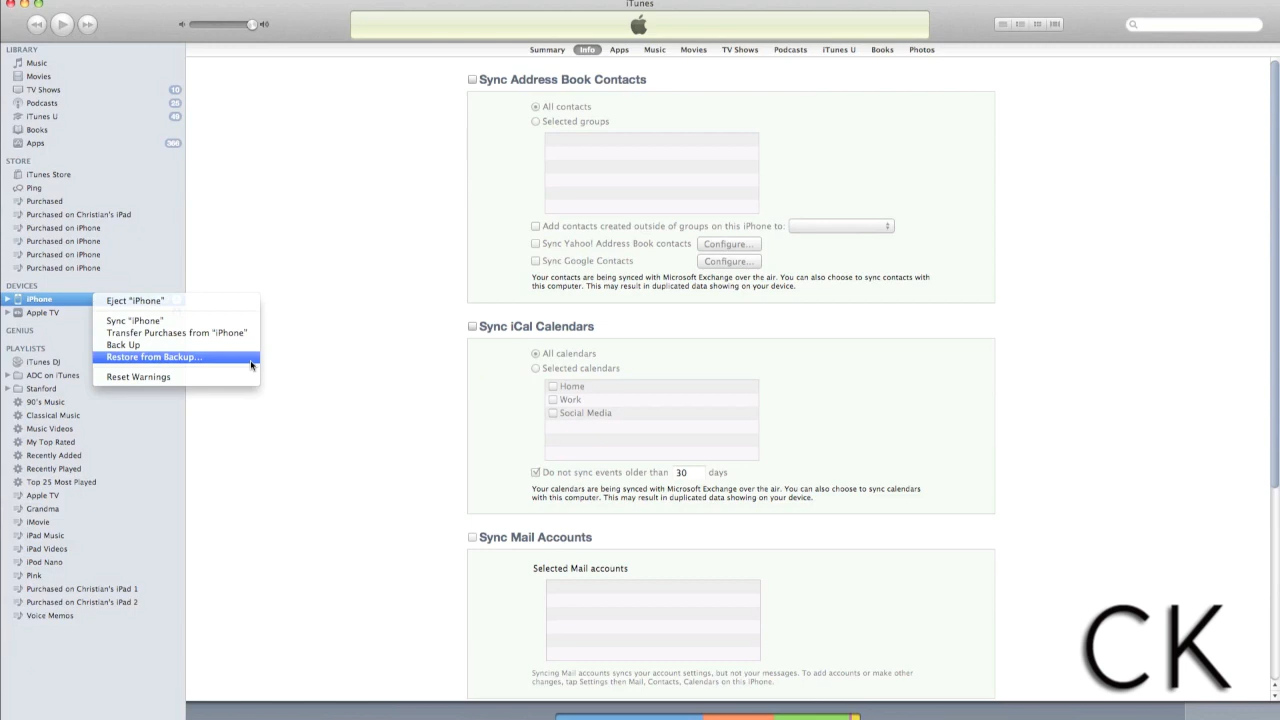 iTunes
Summary Info Apps Music Movies TV Shows Podcasts iTunes U Books Photos
LIBRARY
Music
Movies
TV Shows 10
Podcasts 25
iTunes U 40
Books
Apps 360
STORE
iTunes Store
Ping
Purchased
Purchased on Christian's iPad
Purchased on iPhone
Purchased on iPhone
Purchased on iPhone
Purchased on iPhone
DEVICES
iPhone
Apple TV
GENIUS
PLAYLISTS
iTunes DJ
ADC on iTunes
Stanford
90's Music
Classical Music
Music Videos
My Top Rated
Recently Added
Recently Played
Top 25 Most Played
Apple TV
Grandma
iMovie
iPad Music
iPad Videos
iPod Nano
Pink
Purchased on Christian's iPad 1
Purchased on Christian's iPad 2
Voice Memos
Eject "iPhone"
Sync "iPhone"
Transfer Purchases from "iPhone"
Back Up
Restore from Backup...
Reset Warnings
Sync Address Book Contacts
All contacts
Selected groups
Add contacts created outside of groups on this iPhone to:
Sync Yahoo! Address Book contacts Configure...
Sync Google Contacts Configure...
Your contacts are being synced with Microsoft Exchange over the air. You can also choose to sync contacts with
this computer. This may result in duplicated data showing on your device.
Sync iCal Calendars
All calendars
Selected calendars
Home
Work
Social Media
Do not sync events older than 30 days
Your calendars are being synced with Microsoft Exchange over the air. You can also choose to sync calendars
with this computer. This may result in duplicated data showing on your device.
Sync Mail Accounts
Selected Mail accounts
Syncing Mail accounts syncs your account settings, but not your messages. To add accounts or make other
changes, tap Settings then Mail, Contacts, Calendars on this iPhone.
CK